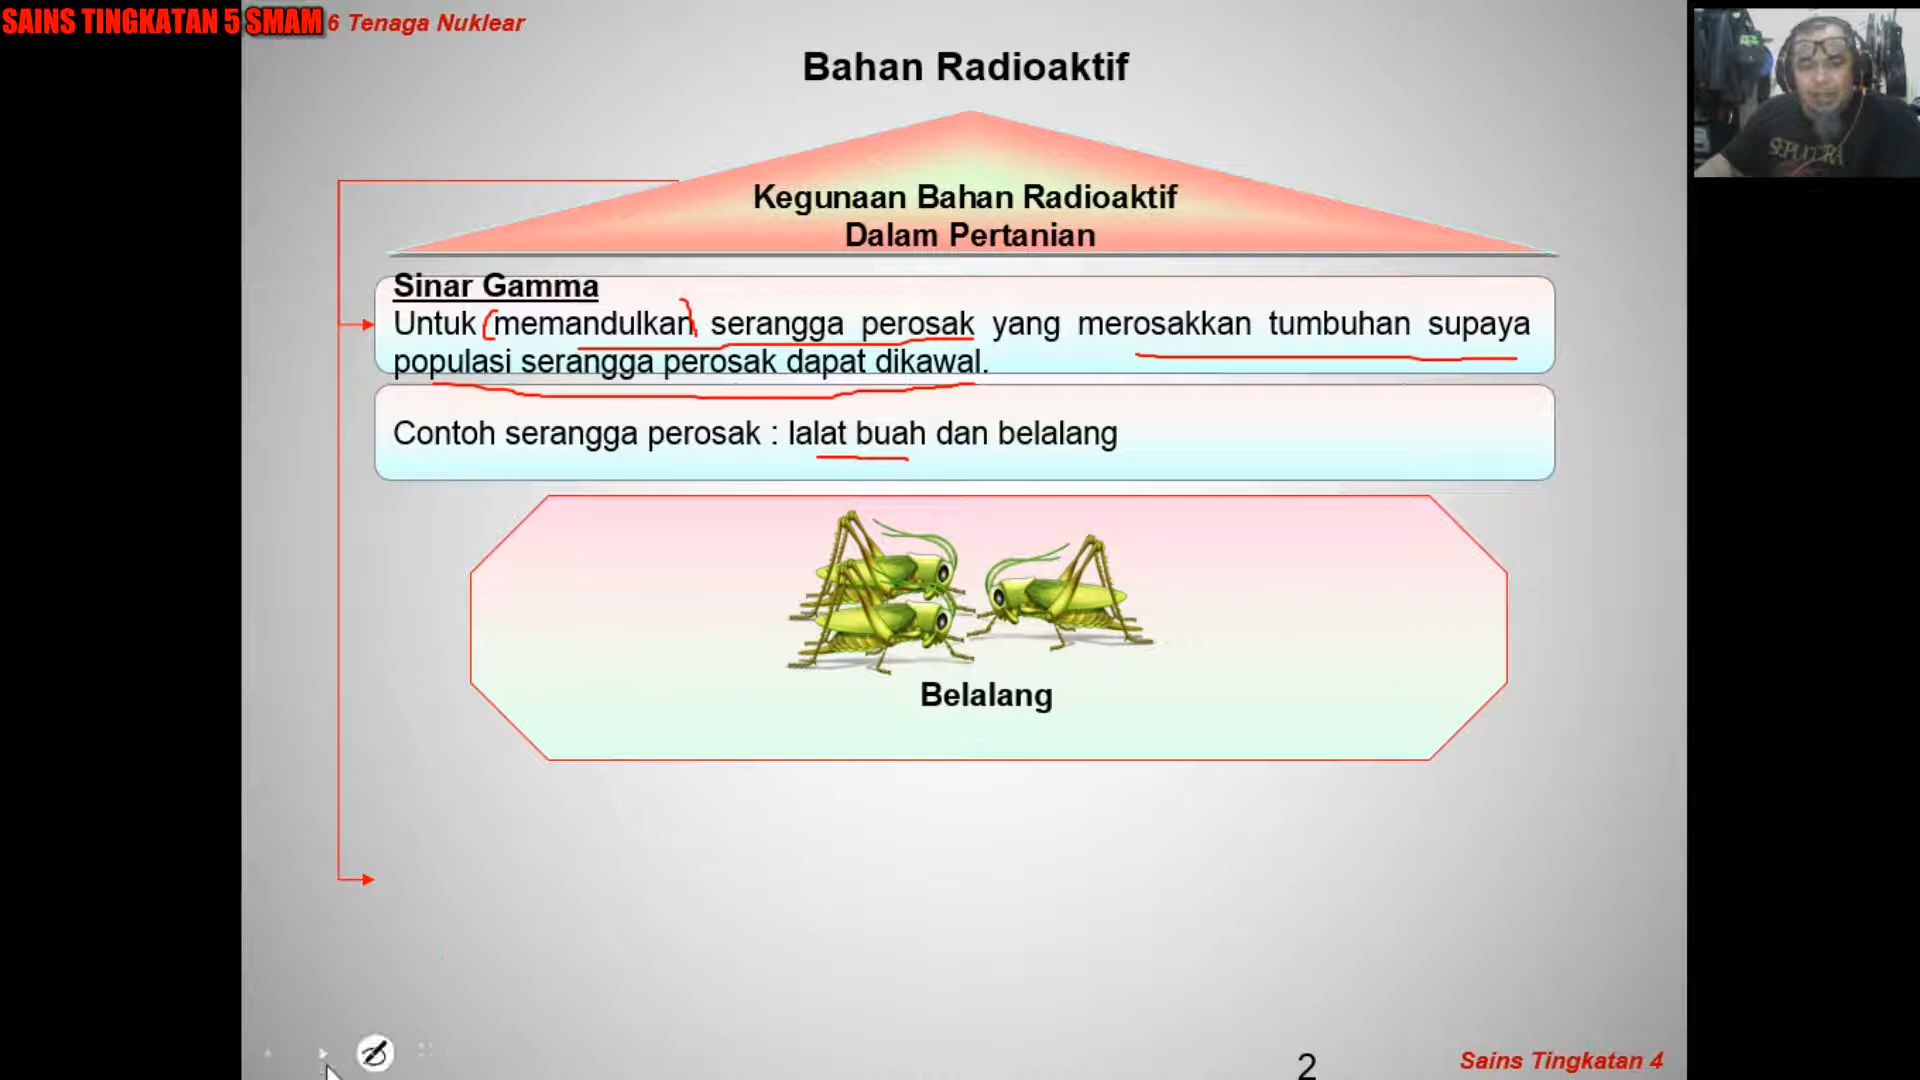 SAINS TINGKATAN 5 SMAM
6 Tenaga Nuklear
Bahan Radioaktif
Kegunaan Bahan Radioaktif
Dalam Pertanian
Sinar Gamma
Untuk memandulkan serangga perosak yang merosakkan tumbuhan supaya
populasi serangga perosak dapat dikawal.
Contoh serangga perosak : lalat buah dan belalang
Belalang
2
Sains Tingkatan 4